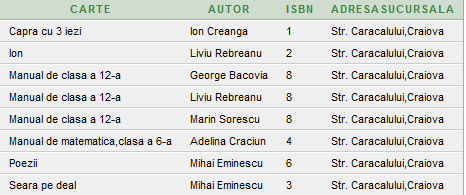 CARTE AUTOR ISBN ADRESASUCURSALA
Capra cu 3 iezi Ion Creanga 1 Str. Caracalului,Craiova
Ion Liviu Rebreanu 2 Str. Caracalului,Craiova
Manual de clasa a 12-a George Bacovia 8 Str. Caracalului,Craiova
Manual de clasa a 12-a Liviu Rebreanu 8 Str. Caracalului,Craiova
Manual de clasa a 12-a Marin Sorescu 8 Str. Caracalului,Craiova
Manual de matematica,clasa a 6-a Adelina Craciun 4 Str. Caracalului,Craiova
Poezii Mihai Eminescu 6 Str. Caracalului,Craiova
Seara pe deal Mihai Eminescu 3 Str. Caracalului,Craiova